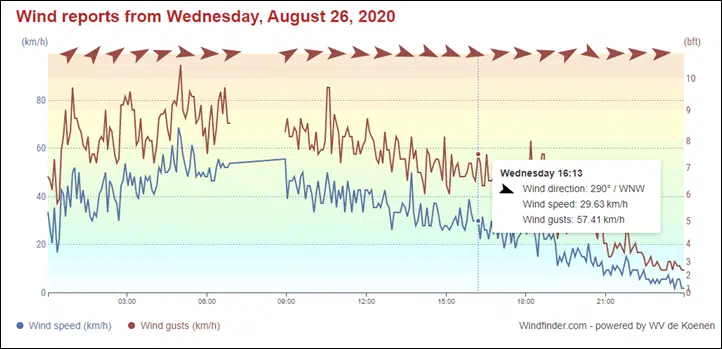 Wind reports from Wednesday, August 26, 2020
(km/h)
(bft)
80
60
40
20
0
10
9
8
7
6
5
4
3
2
1
0
Wednesday 16:13
Wind direction: 290° / WNW
Wind speed: 29.63 km/h
Wind gusts: 57.41 km/h
03:00
06:00
09:00
12:00
15:00
18:00
21:00
Wind speed (km/h)
Wind gusts (km/h)
Windfinder.com - powered by WV de Koenen